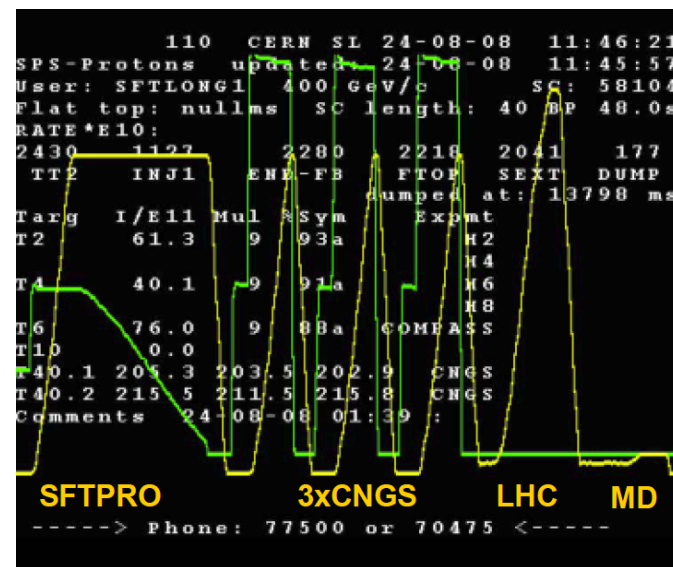 110 CERN SL 24-08-08 11:46:21
SPS-Protons updated: 24-08-08 11:45:57
User: SFTLONG1 400 GeV/c SC: 58104
Flat top: nullms SC length: 40 BP 48.0s
RATE*E10:
2430 1127 2280 2218 2041 177
TT2 INJ1 END-FB FTOP SEXT DUMP
dumped at: 13798 ms
Targ I/E11 Mul %Sym Expmt
T2 61.3 9 93a H2
H4
T4 40.1 9 91a H6
H8
T6 76.0 9 88a COMPASS
T10 0.0
T40.1 205.3 203.5 202.9 CNGS
T40.2 215.5 211.5 215.8 CNGS
Comments 24-08-08 01:39 :
SFTPRO 3xCNGS LHC MD
-----> Phone: 77500 or 70475 <-----